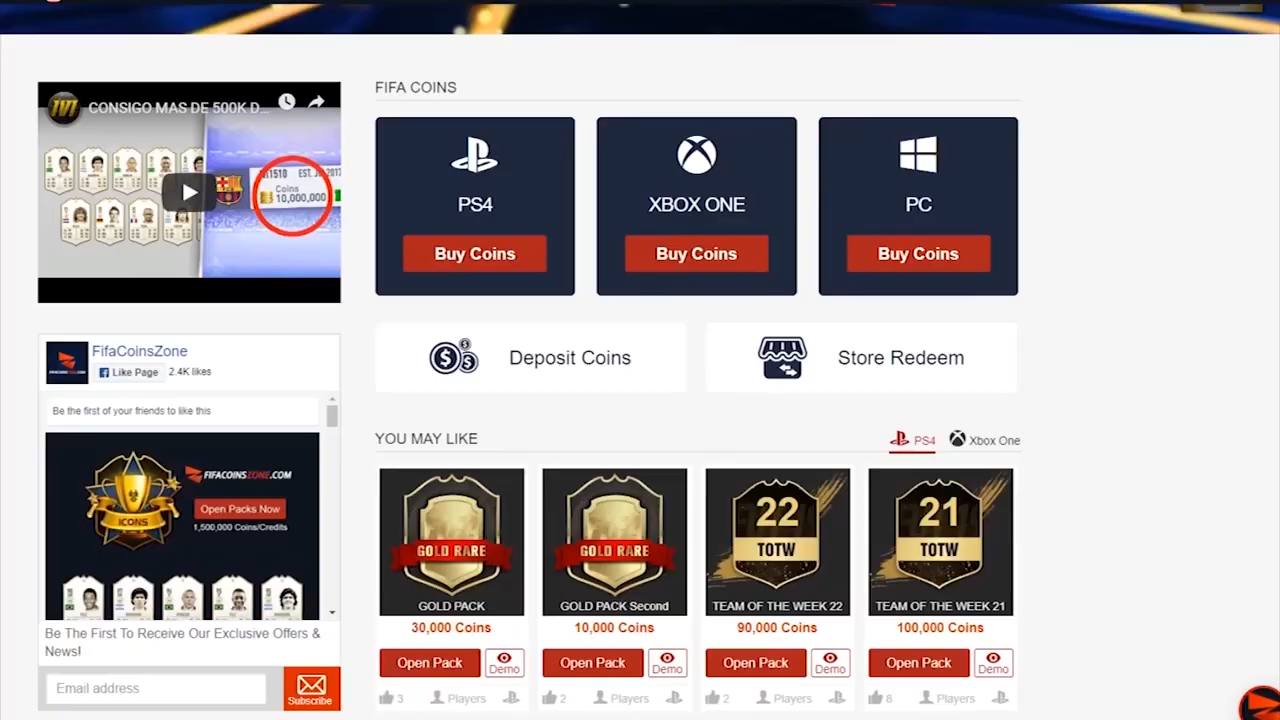 CONSIGO MAS DE 500K D...
EST. JUL 2017
Coins
10,000,000
FIFA COINS
PS4
XBOX ONE
PC
Buy Coins
Buy Coins
Buy Coins
Deposit Coins
Store Redeem
FifaCoinsZone
Like Page
2.4K likes
Be the first of your friends to like this
FIFACOINSZONE.COM
Open Packs Now
1,500,000 Coins/Credits
ICONS
Be The First To Receive Our Exclusive Offers &
News!
Email address
Subscribe
YOU MAY LIKE
PS4
Xbox One
GOLD RARE
GOLD PACK
30,000 Coins
Open Pack
Demo
3
Players
GOLD RARE
GOLD PACK Second
10,000 Coins
Open Pack
Demo
2
Players
22
TOTW
TEAM OF THE WEEK 22
90,000 Coins
Open Pack
Demo
2
Players
21
TOTW
TEAM OF THE WEEK 21
100,000 Coins
Open Pack
Demo
8
Players